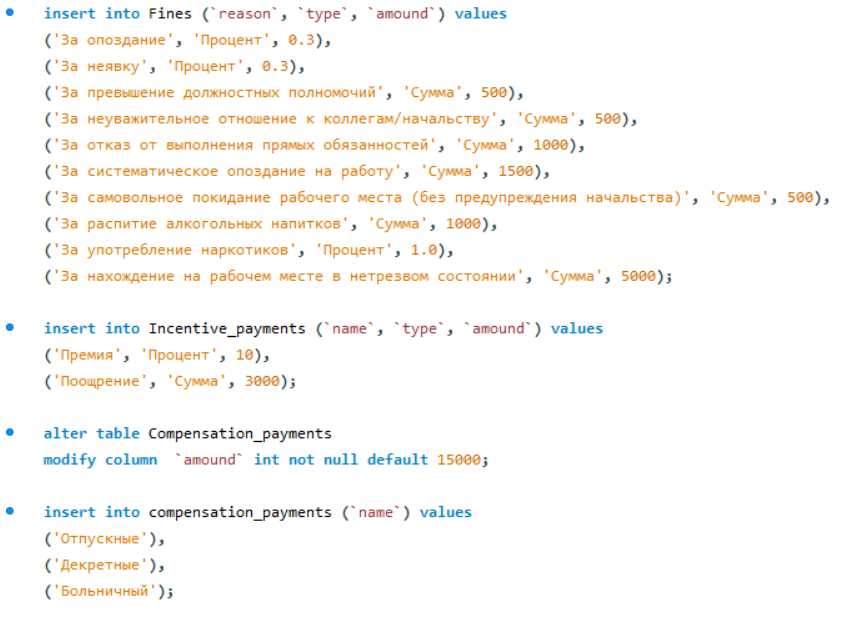 insert into Fines (`reason`, `type`, `amound`) values
('За опоздание', 'Процент', 0.3),
('За неявку', 'Процент', 0.3),
('За превышение должностных полномочий', 'Сумма', 500),
('За неуважительное отношение к коллегам/начальству', 'Сумма', 500),
('За отказ от выполнения прямых обязанностей', 'Сумма', 1000),
('За систематическое опоздание на работу', 'Сумма', 1500),
('За самовольное покидание рабочего места (без предупреждения начальства)', 'Сумма', 500),
('За распитие алкогольных напитков', 'Сумма', 1000),
('За употребление наркотиков', 'Процент', 1.0),
('За нахождение на рабочем месте в нетрезвом состоянии', 'Сумма', 5000);
insert into Incentive_payments (`name`, `type`, `amound`) values
('Премия', 'Процент', 10),
('Поощрение', 'Сумма', 3000);
alter table Compensation_payments
modify column  `amound` int not null default 15000;
insert into compensation_payments (`name`) values
('Отпускные'),
('Декретные'),
('Больничный');